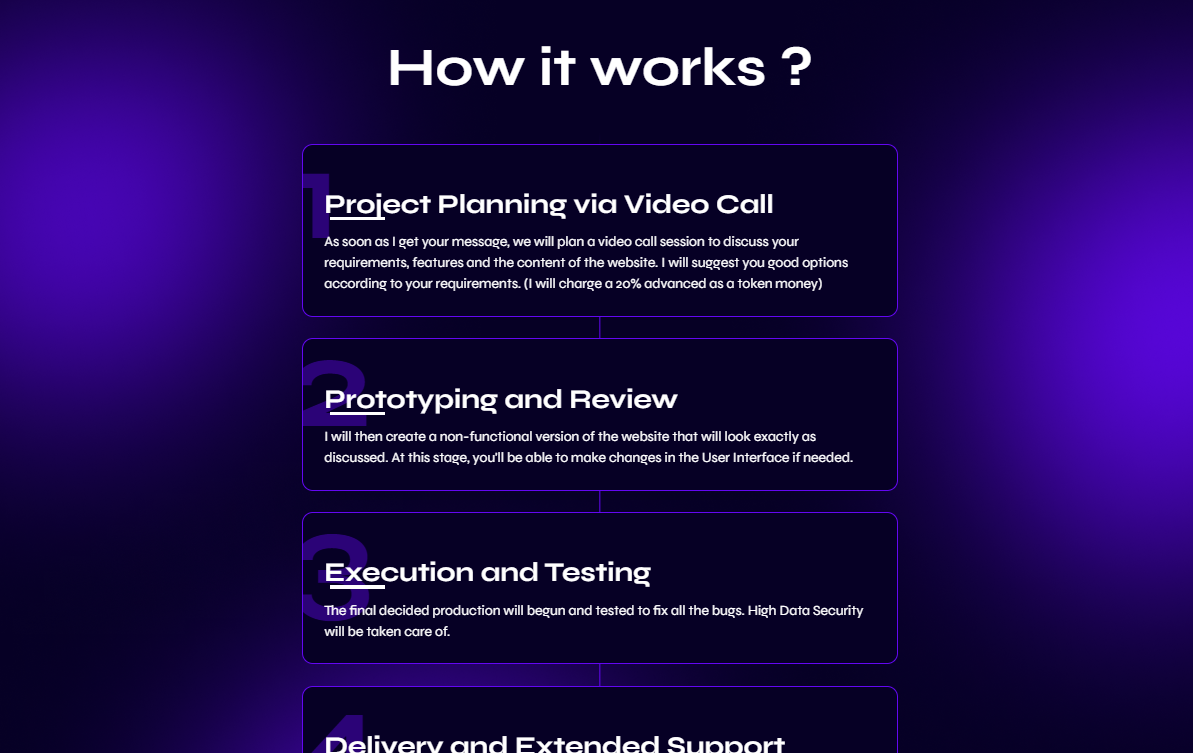 How it works ?
1
Project Planning via Video Call
As soon as I get your message, we will plan a video call session to discuss your
requirements, features and the content of the website. I will suggest you good options
according to your requirements. (I will charge a 20% advanced as a token money)
2
Prototyping and Review
I will then create a non-functional version of the website that will look exactly as
discussed. At this stage, you'll be able to make changes in the User Interface if needed.
3
Execution and Testing
The final decided production will begun and tested to fix all the bugs. High Data Security
will be taken care of.
4
Delivery and Extended Support